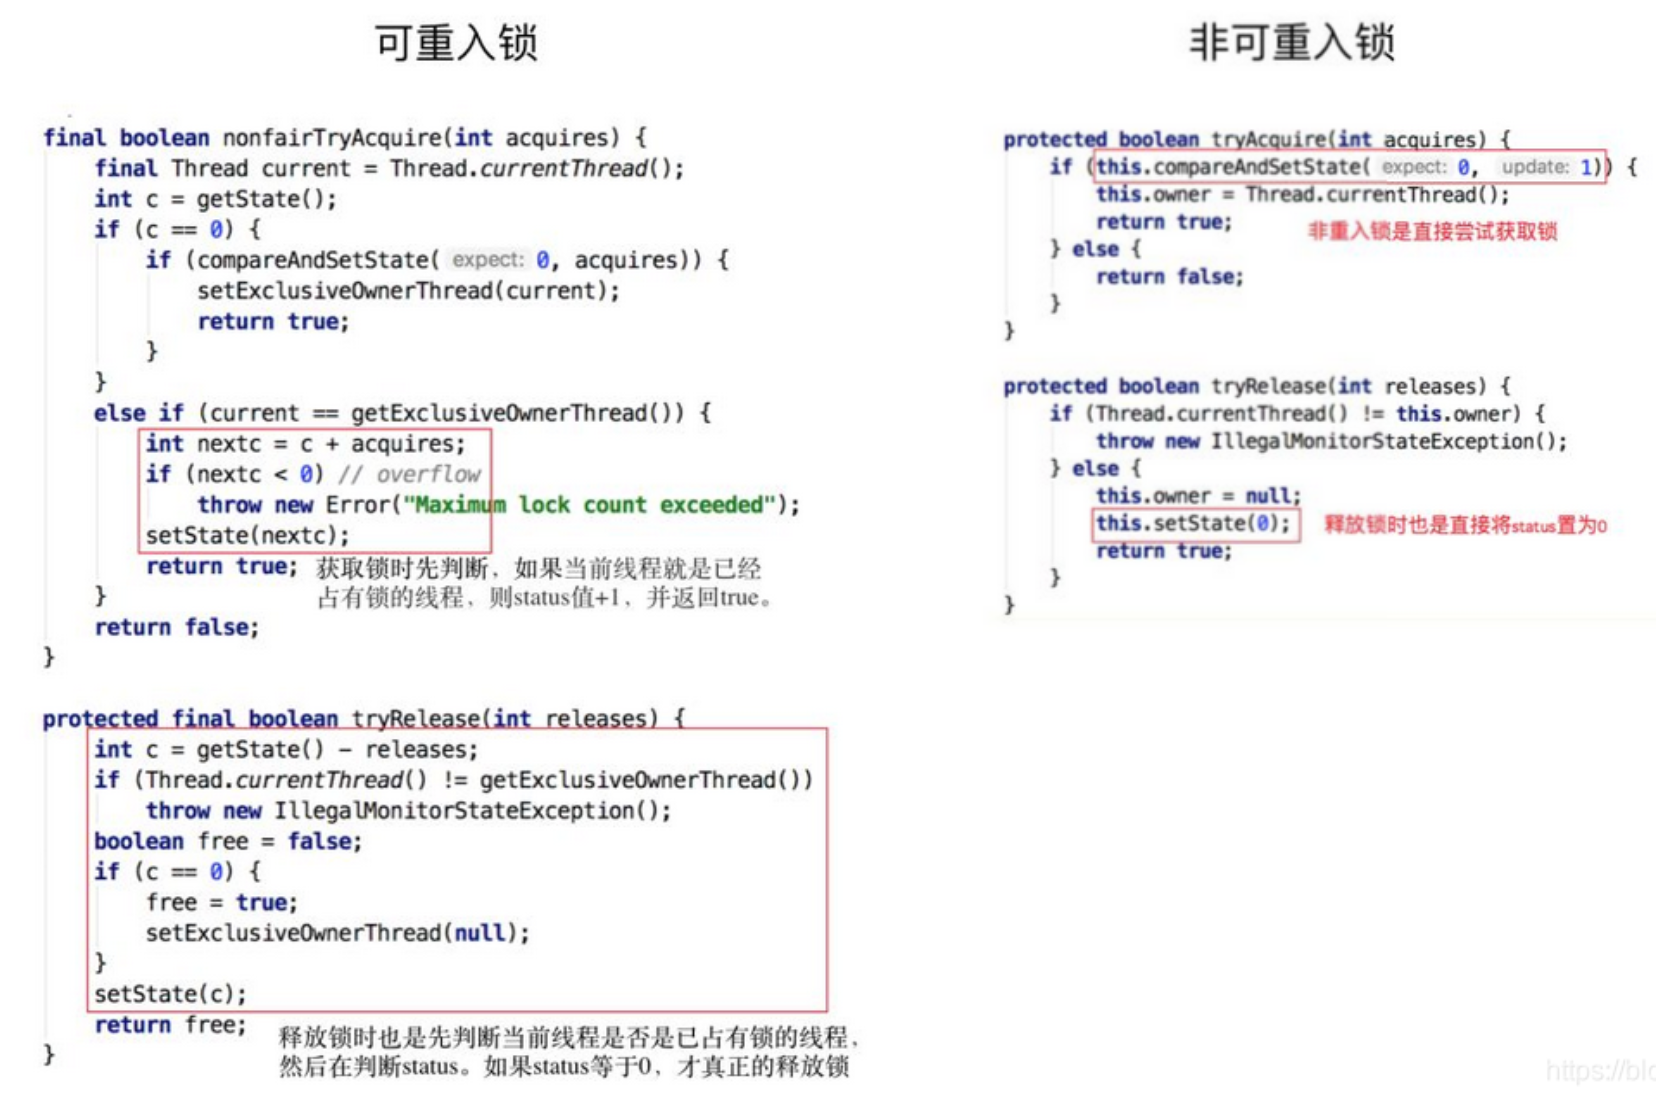 可重入锁
final boolean nonfairTryAcquire(int acquires) {
final Thread current = Thread.currentThread();
int c = getState();
if (c == 0) {
if (compareAndSetState( expect: 0, acquires)) {
setExclusiveOwnerThread(current);
return true;
}
}
else if (current == getExclusiveOwnerThread()) {
int nextc = c + acquires;
if (nextc < 0) // overflow
throw new Error("Maximum lock count exceeded");
setState(nextc);
return true; 获取锁时先判断，如果当前线程就是已经
} 占有锁的线程，则status值+1，并返回true。
return false;
}
protected final boolean tryRelease(int releases) {
int c = getState() - releases;
if (Thread.currentThread() != getExclusiveOwnerThread())
throw new IllegalMonitorStateException();
boolean free = false;
if (c == 0) {
free = true;
setExclusiveOwnerThread(null);
}
setState(c);
return free; 释放锁时也是先判断当前线程是否是已占有锁的线程，
} 然后在判断status。如果status等于0，才真正的释放锁
非可重入锁
protected boolean tryAcquire(int acquires) {
if (this.compareAndSetState( expect: 0, update: 1)) {
this.owner = Thread.currentThread();
return true; 非重入锁是直接尝试获取锁
} else {
return false;
}
}
protected boolean tryRelease(int releases) {
if (Thread.currentThread() != this.owner) {
throw new IllegalMonitorStateException();
} else {
this.owner = null;
this.setState(0); 释放锁时也是直接将status置为0
return true;
}
}
https://blo